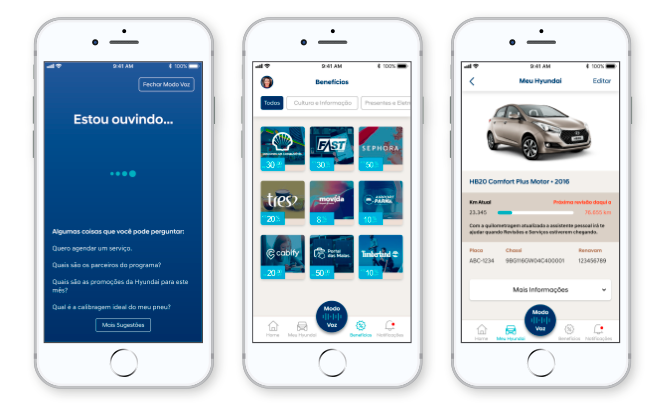 9:41 AM
100%
Fechar Modo Voz
Estou ouvindo...
Algumas coisas que você pode perguntar:
Quero agendar um serviço.
Quais são os parceiros do programa?
Quais são as promoções da Hyundai para este
mês?
Qual é a calibragem ideal do meu pneu?
Mais Sugestões
9:41 AM
100%
Benefícios
Todos
Cultura e Informação
Presentes e Eletr
30
FAST
30
SEPHORA
50
tres
20
movida
8
10
cabify
20
Portal
das Malas
50
Timberland
10
Modo
Voz
Home
Meu Hyundai
Benefícios
Notificações
9:41 AM
100%
Meu Hyundai
Editar
HB20 Comfort Plus Motor • 2016
Km Atual
Próxima revisão daqui a
23.345
76.655 km
Com a quilometragem atualizada a assistente pessoal irá te
ajudar quando Revisões e Serviços estiverem chegando.
Placa
Chassi
Renavam
ABC-1234
123456789
Mais Informações
Modo
Voz
Home
Meu Hyundai
Benefícios
Notificações